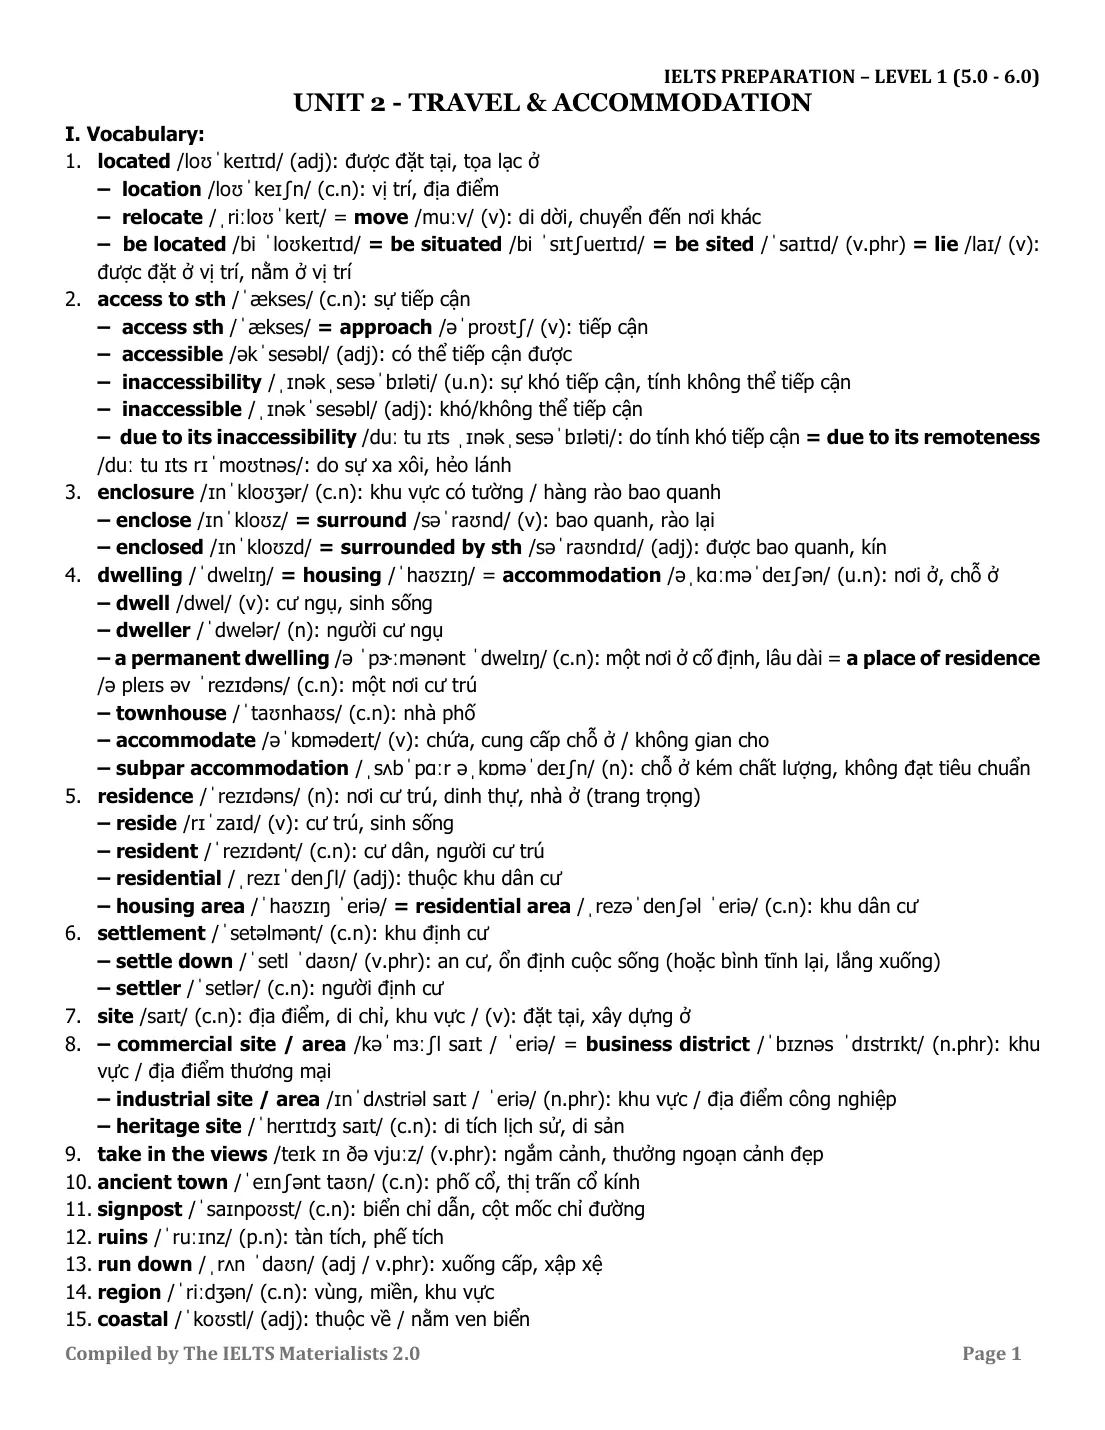 IELTS PREPARATION – LEVEL 1 (5.0 - 6.0)
UNIT 2 - TRAVEL & ACCOMMODATION
I. Vocabulary:
1. located /loʊˈkeɪtɪd/ (adj): được đặt tại, tọa lạc ở
– location /loʊˈkeɪʃn/ (c.n): vị trí, địa điểm
– relocate /ˌriːloʊˈkeɪt/ = move /muːv/ (v): di dời, chuyển đến nơi khác
– be located /bi ˈloʊkeɪtɪd/ = be situated /bi ˈsɪtʃueɪtɪd/ = be sited /ˈsaɪtɪd/ (v.phr) = lie /laɪ/ (v):
được đặt ở vị trí, nằm ở vị trí
2. access to sth /ˈækses/ (c.n): sự tiếp cận
– access sth /ˈækses/ = approach /əˈproʊtʃ/ (v): tiếp cận
– accessible /əkˈsesəbl/ (adj): có thể tiếp cận được
– inaccessibility /ˌɪnəkˌsesəˈbɪləti/ (u.n): sự khó tiếp cận, tính không thể tiếp cận
– inaccessible /ˌɪnəkˈsesəbl/ (adj): khó/không thể tiếp cận
– due to its inaccessibility /duː tu ɪts ˌɪnəkˌsesəˈbɪləti/: do tính khó tiếp cận = due to its remoteness
/duː tu ɪts rɪˈmoʊtnəs/: do sự xa xôi, hẻo lánh
3. enclosure /ɪnˈkloʊʒər/ (c.n): khu vực có tường / hàng rào bao quanh
– enclose /ɪnˈkloʊz/ = surround /səˈraʊnd/ (v): bao quanh, rào lại
– enclosed /ɪnˈkloʊzd/ = surrounded by sth /səˈraʊndɪd/ (adj): được bao quanh, kín
4. dwelling /ˈdwelɪŋ/ = housing /ˈhaʊzɪŋ/ = accommodation /əˌkɑːməˈdeɪʃən/ (u.n): nơi ở, chỗ ở
– dwell /dwel/ (v): cư ngụ, sinh sống
– dweller /ˈdwelər/ (n): người cư ngụ
– a permanent dwelling /ə ˈpɝːmənənt ˈdwelɪŋ/ (c.n): một nơi ở cố định, lâu dài = a place of residence
/ə pleɪs əv ˈrezɪdəns/ (c.n): một nơi cư trú
– townhouse /ˈtaʊnhaʊs/ (c.n): nhà phố
– accommodate /əˈkɒmədeɪt/ (v): chứa, cung cấp chỗ ở / không gian cho
– subpar accommodation /ˌsʌbˈpɑːr əˌkɒməˈdeɪʃn/ (n): chỗ ở kém chất lượng, không đạt tiêu chuẩn
5. residence /ˈrezɪdəns/ (n): nơi cư trú, dinh thự, nhà ở (trang trọng)
– reside /rɪˈzaɪd/ (v): cư trú, sinh sống
– resident /ˈrezɪdənt/ (c.n): cư dân, người cư trú
– residential /ˌrezɪˈdenʃl/ (adj): thuộc khu dân cư
– housing area /ˈhaʊzɪŋ ˈeriə/ = residential area /ˌrezəˈdenʃəl ˈeriə/ (c.n): khu dân cư
6. settlement /ˈsetəlmənt/ (c.n): khu định cư
– settle down /ˈsetl ˈdaʊn/ (v.phr): an cư, ổn định cuộc sống (hoặc bình tĩnh lại, lắng xuống)
– settler /ˈsetlər/ (c.n): người định cư
7. site /saɪt/ (c.n): địa điểm, di chỉ, khu vực / (v): đặt tại, xây dựng ở
8. – commercial site / area /kəˈmɜːʃl saɪt / ˈeriə/ = business district /ˈbɪznəs ˈdɪstrɪkt/ (n.phr): khu
vực / địa điểm thương mại
– industrial site / area /ɪnˈdʌstriəl saɪt / ˈeriə/ (n.phr): khu vực / địa điểm công nghiệp
– heritage site /ˈherɪtɪdʒ saɪt/ (c.n): di tích lịch sử, di sản
9. take in the views /teɪk ɪn ðə vjuːz/ (v.phr): ngắm cảnh, thưởng ngoạn cảnh đẹp
10. ancient town /ˈeɪnʃənt taʊn/ (c.n): phố cổ, thị trấn cổ kính
11. signpost /ˈsaɪnpoʊst/ (c.n): biển chỉ dẫn, cột mốc chỉ đường
12. ruins /ˈruːɪnz/ (p.n): tàn tích, phế tích
13. run down /ˌrʌn ˈdaʊn/ (adj / v.phr): xuống cấp, xập xệ
14. region /ˈriːdʒən/ (c.n): vùng, miền, khu vực
15. coastal /ˈkoʊstl/ (adj): thuộc về / nằm ven biển
Compiled by The IELTS Materialists 2.0 Page 1